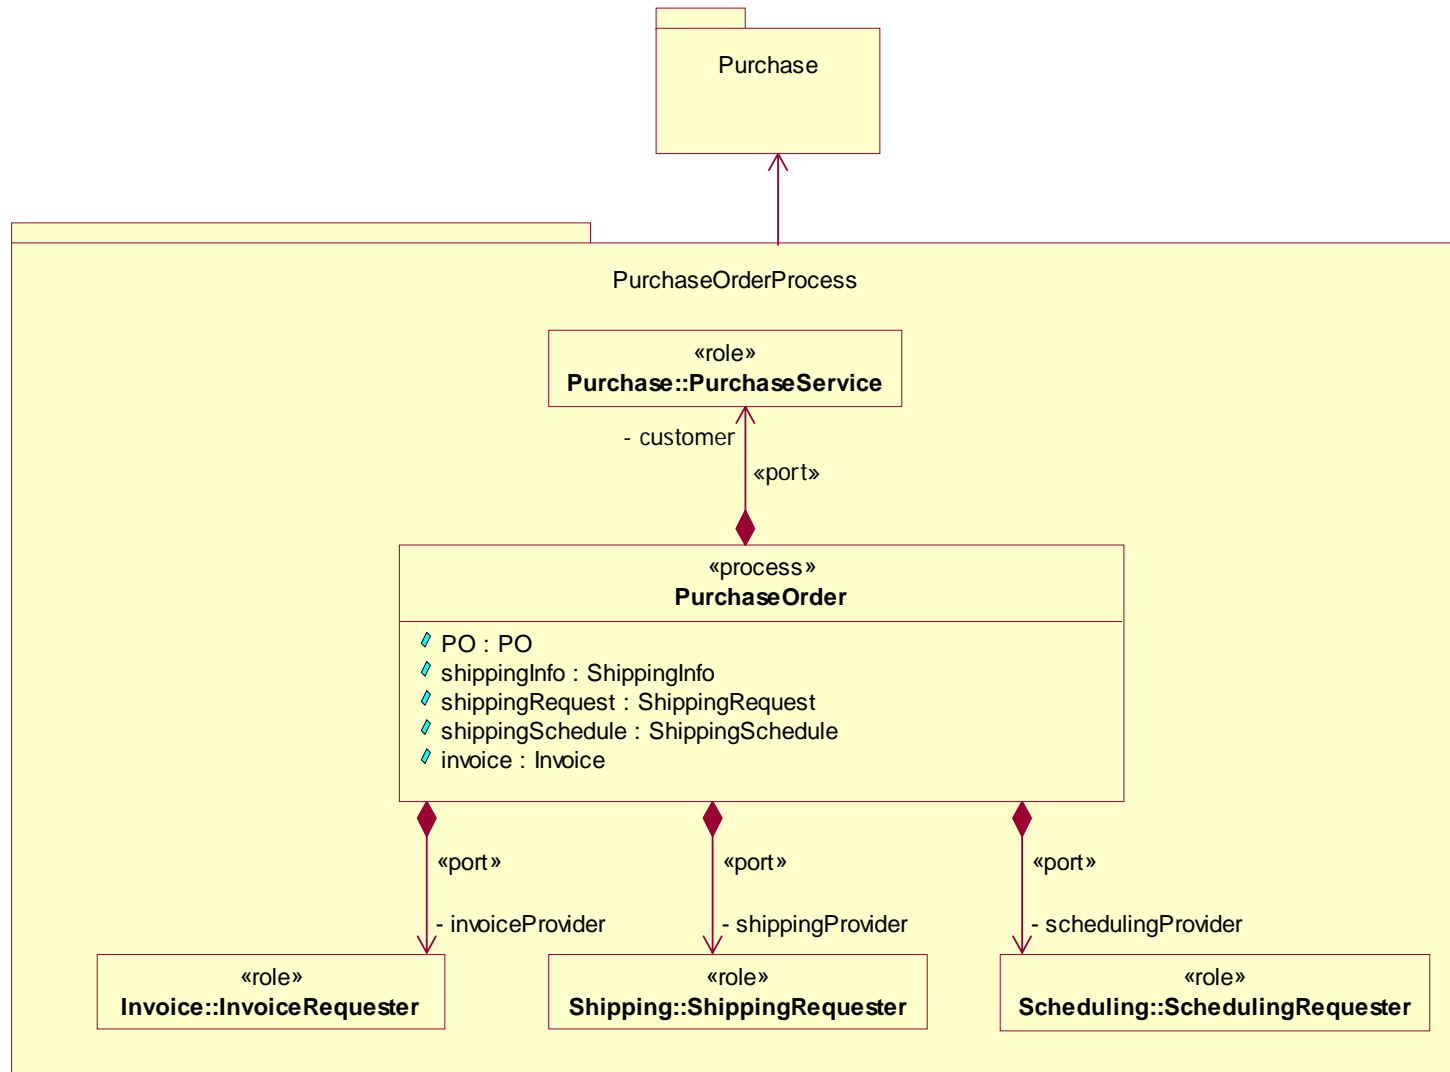 Purchase
PurchaseOrderProcess
«role»
Purchase::PurchaseService
- customer
«port»
«process»
PurchaseOrder
PO : PO
shippingInfo : ShippingInfo
shippingRequest : ShippingRequest
shippingSchedule : ShippingSchedule
invoice : Invoice
«port»
«port»
«port»
- invoiceProvider
- shippingProvider
- schedulingProvider
«role»
Invoice::InvoiceRequester
«role»
Shipping::ShippingRequester
«role»
Scheduling::SchedulingRequester